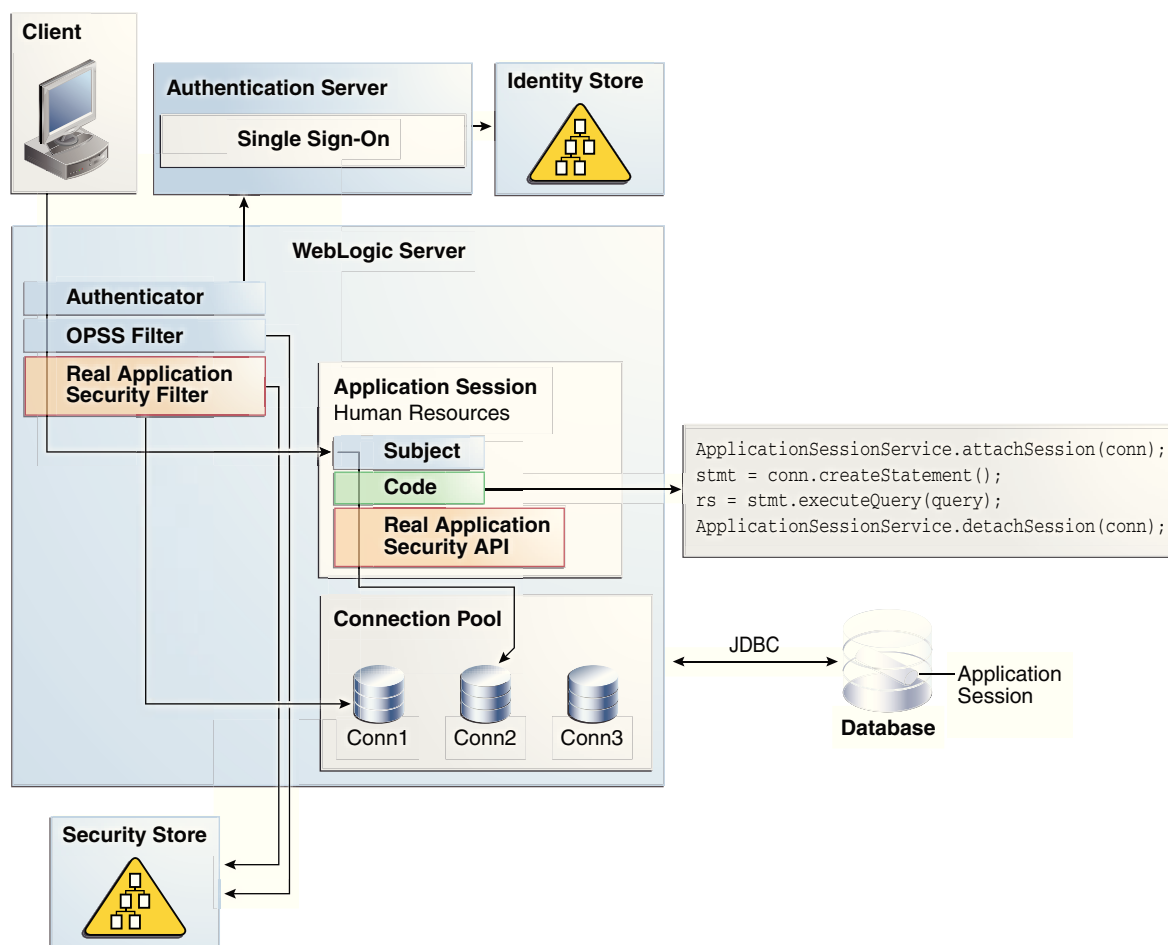 Client
Authentication Server
Single Sign-On
Identity Store
WebLogic Server
Authenticator
OPSS Filter
Real Application
Security Filter
Application Session
Human Resources
Subject
Code
Real Application
Security API
ApplicationSessionService.attachSession(conn);
stmt = conn.createStatement();
rs = stmt.executeQuery(query);
ApplicationSessionService.detachSession(conn);
Connection Pool
Conn1
Conn2
Conn3
JDBC
Application
Session
Database
Security Store